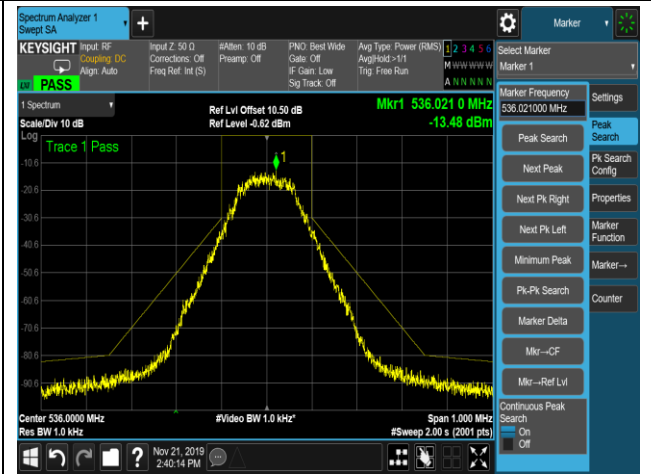 Spectrum Analyzer 1
Swept SA
+
Marker
KEYSIGHT
Input: RF
Coupling: DC
Align: Auto
Input Z: 50 Ω
Corrections: Off
Freq Ref: Int (S)
#Atten: 10 dB
Preamp: Off
PNO: Best Wide
Gate: Off
IF Gain: Low
Sig Track: Off
Avg Type: Power (RMS)
Avg|Hold:>1/1
Trig: Free Run
1 2 3 4 5 6
M W W W W W
A N N N N N
PASS
Select Marker
Marker 1
1 Spectrum
Scale/Div 10 dB
Ref Lvl Offset 10.50 dB
Ref Level -0.62 dBm
Mkr1 536.021 0 MHz
-13.48 dBm
Log
Trace 1 Pass
1
-10.6
-20.6
-30.6
-40.6
-50.6
-60.6
-70.6
-80.6
-90.6
Center 536.0000 MHz
Res BW 1.0 kHz
#Video BW 1.0 kHz*
Span 1.000 MHz
#Sweep 2.00 s (2001 pts)
Marker Frequency
536.021000 MHz
Peak Search
Next Peak
Next Pk Right
Next Pk Left
Minimum Peak
Pk-Pk Search
Marker Delta
Mkr→CF
Mkr→Ref Lvl
Continuous Peak
Search
On
Off
Settings
Peak
Search
Pk Search
Config
Properties
Marker
Function
Marker→
Counter
?
Nov 21, 2019
2:40:14 PM